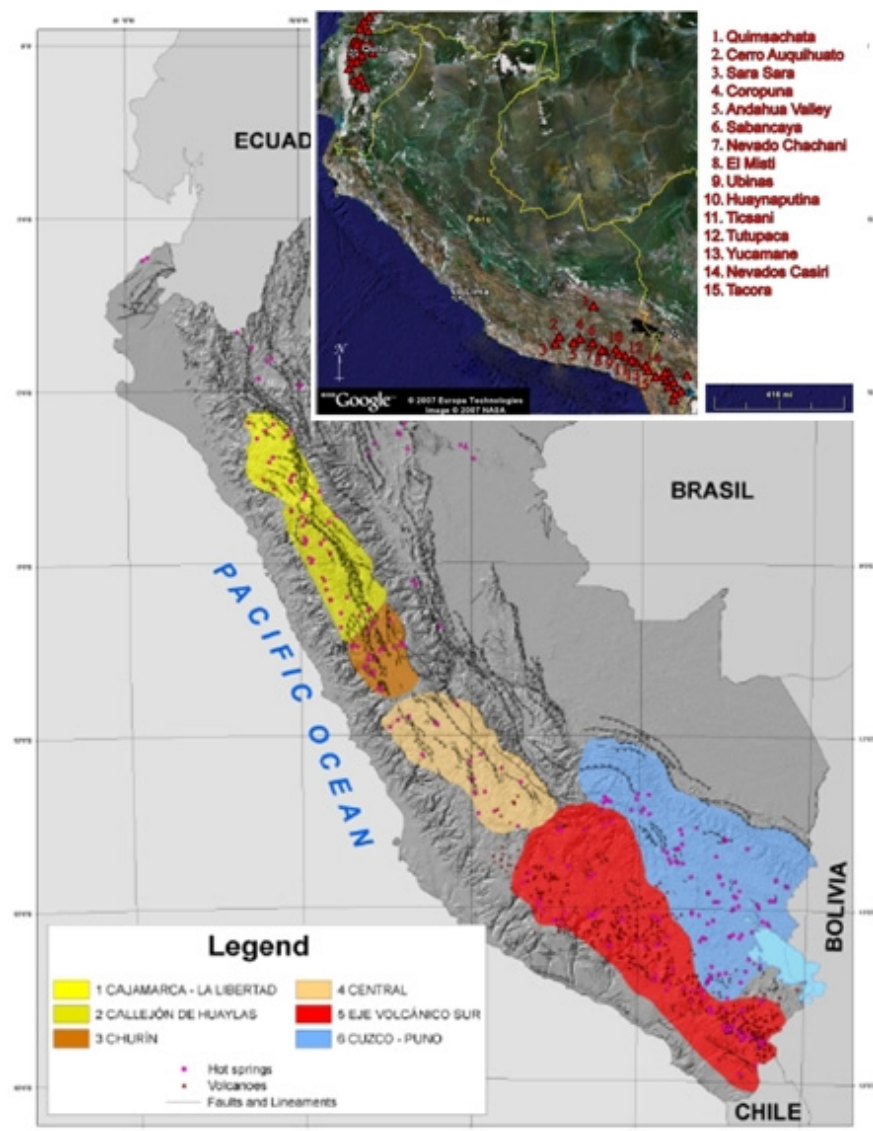 ECUAD
Quito
Peru
Lima
N
Google
© 2007 Europa Technologies
Image © 2007 NASA
1. Quimsachata
2. Cerro Auquihuato
3. Sara Sara
4. Coropuna
5. Andahua Valley
6. Sabancaya
7. Nevado Chachani
8. El Misti
9. Ubinas
10. Huaynaputina
11. Ticsani
12. Tutupaca
13. Yucamane
14. Nevados Casiri
15. Tacora
416 mi
BRASIL
PACIFIC OCEAN
BOLIVIA
CHILE
Legend
1 CAJAMARCA - LA LIBERTAD
2 CALLEJÓN DE HUAYLAS
3 CHURÍN
4 CENTRAL
5 EJE VOLCÁNICO SUR
6 CUZCO - PUNO
Hot springs
Volcanoes
Faults and Lineaments